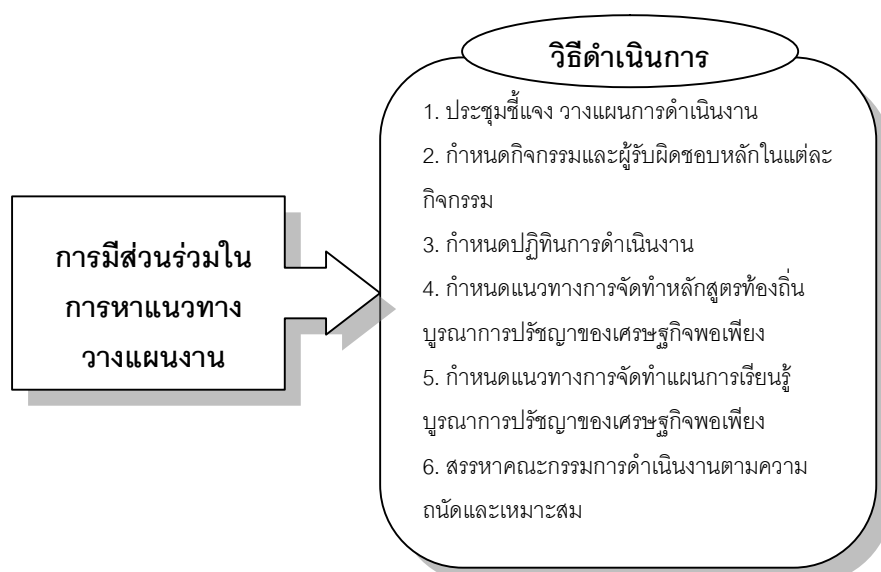 วิธีดำเนินการ
1. ประชุมชี้แจง วางแผนการดำเนินงาน
2. กำหนดกิจกรรมและผู้รับผิดชอบหลักในแต่ละ
กิจกรรม
3. กำหนดปฏิทินการดำเนินงาน
4. กำหนดแนวทางการจัดทำหลักสูตรท้องถิ่น
บูรณาการปรัชญาของเศรษฐกิจพอเพียง
5. กำหนดแนวทางการจัดทำแผนการเรียนรู้
บูรณาการปรัชญาของเศรษฐกิจพอเพียง
6. สรรหาคณะกรรมการดำเนินงานตามความ
ถนัดและเหมาะสม
การมีส่วนร่วมใน
การหาแนวทาง
วางแผนงาน